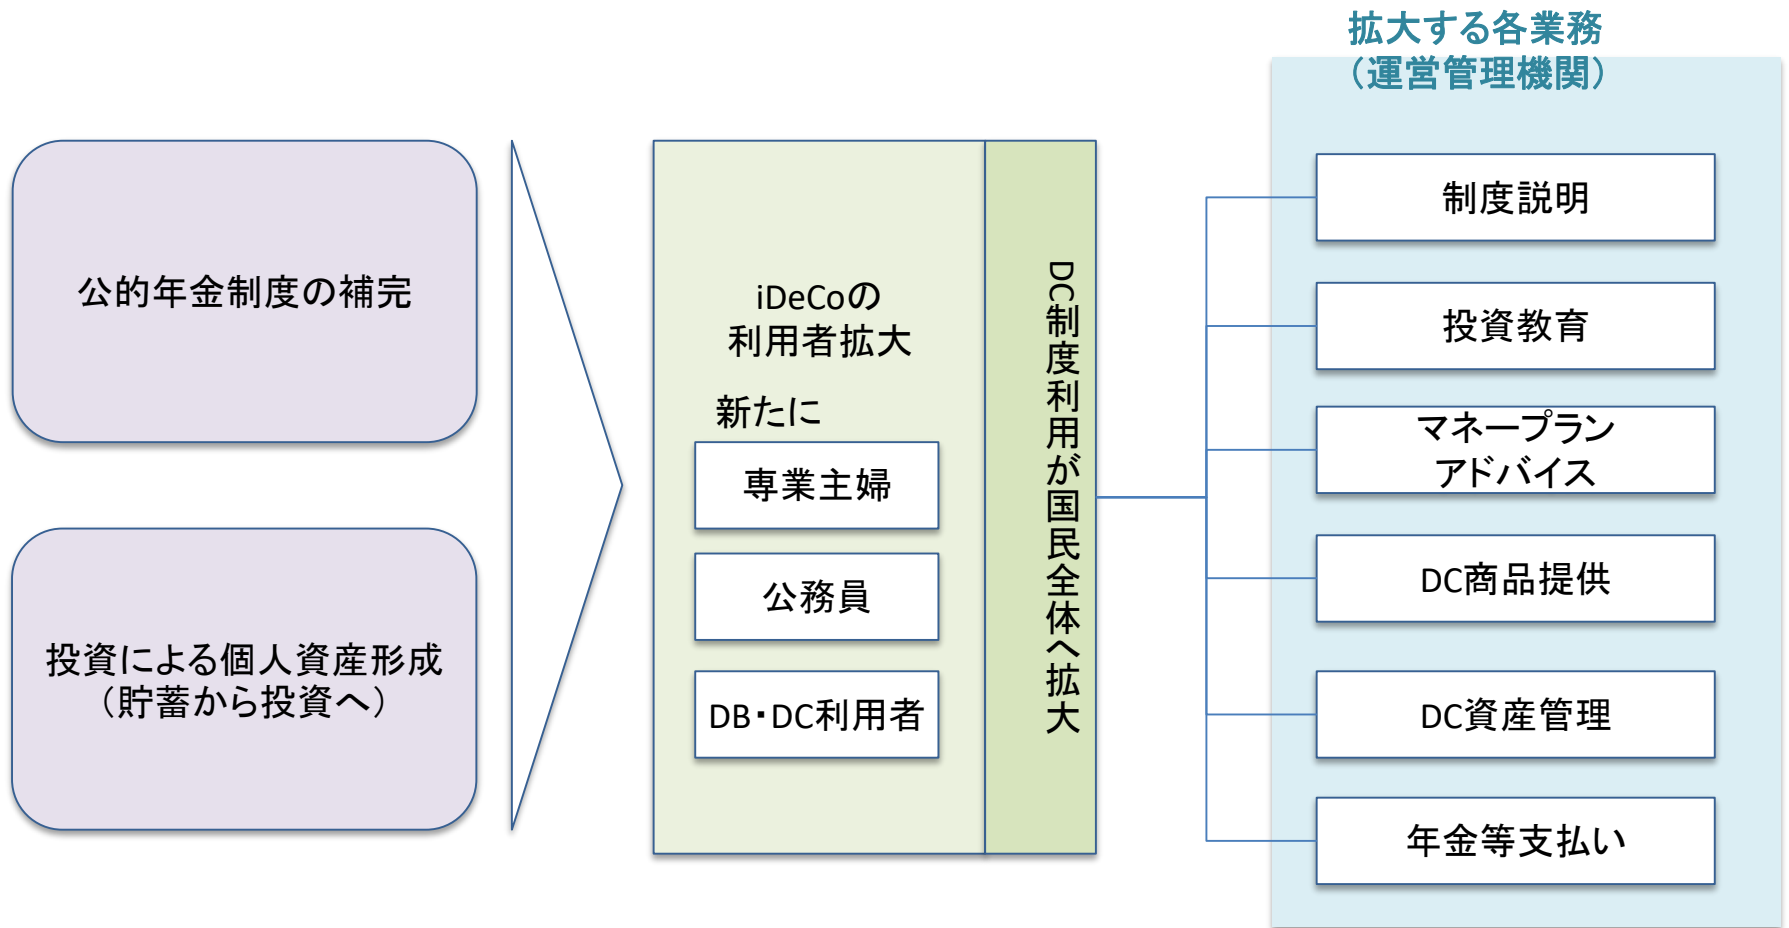 拡大する各業務
（運営管理機関）
公的年金制度の補完
投資による個人資産形成
（貯蓄から投資へ）
iDeCoの
利用者拡大
新たに
専業主婦
公務員
DB・DC利用者
DC制度利用が国民全体へ拡大
制度説明
投資教育
マネープラン
アドバイス
DC商品提供
DC資産管理
年金等支払い